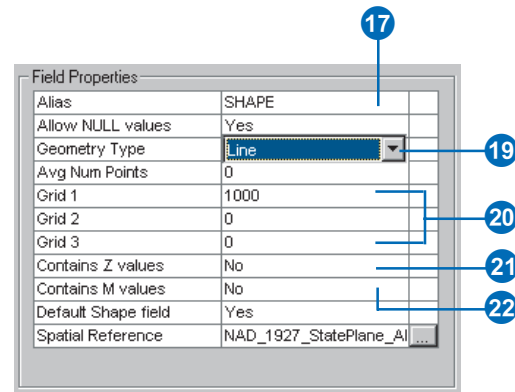 17
Field Properties
Alias SHAPE
Allow NULL values Yes
Geometry Type Line
19
Avg Num Points 0
Grid 1 1000
Grid 2 0
20
Grid 3 0
Contains Z values No
21
Contains M values No
22
Default Shape field Yes
Spatial Reference NAD_1927_StatePlane_Al ...